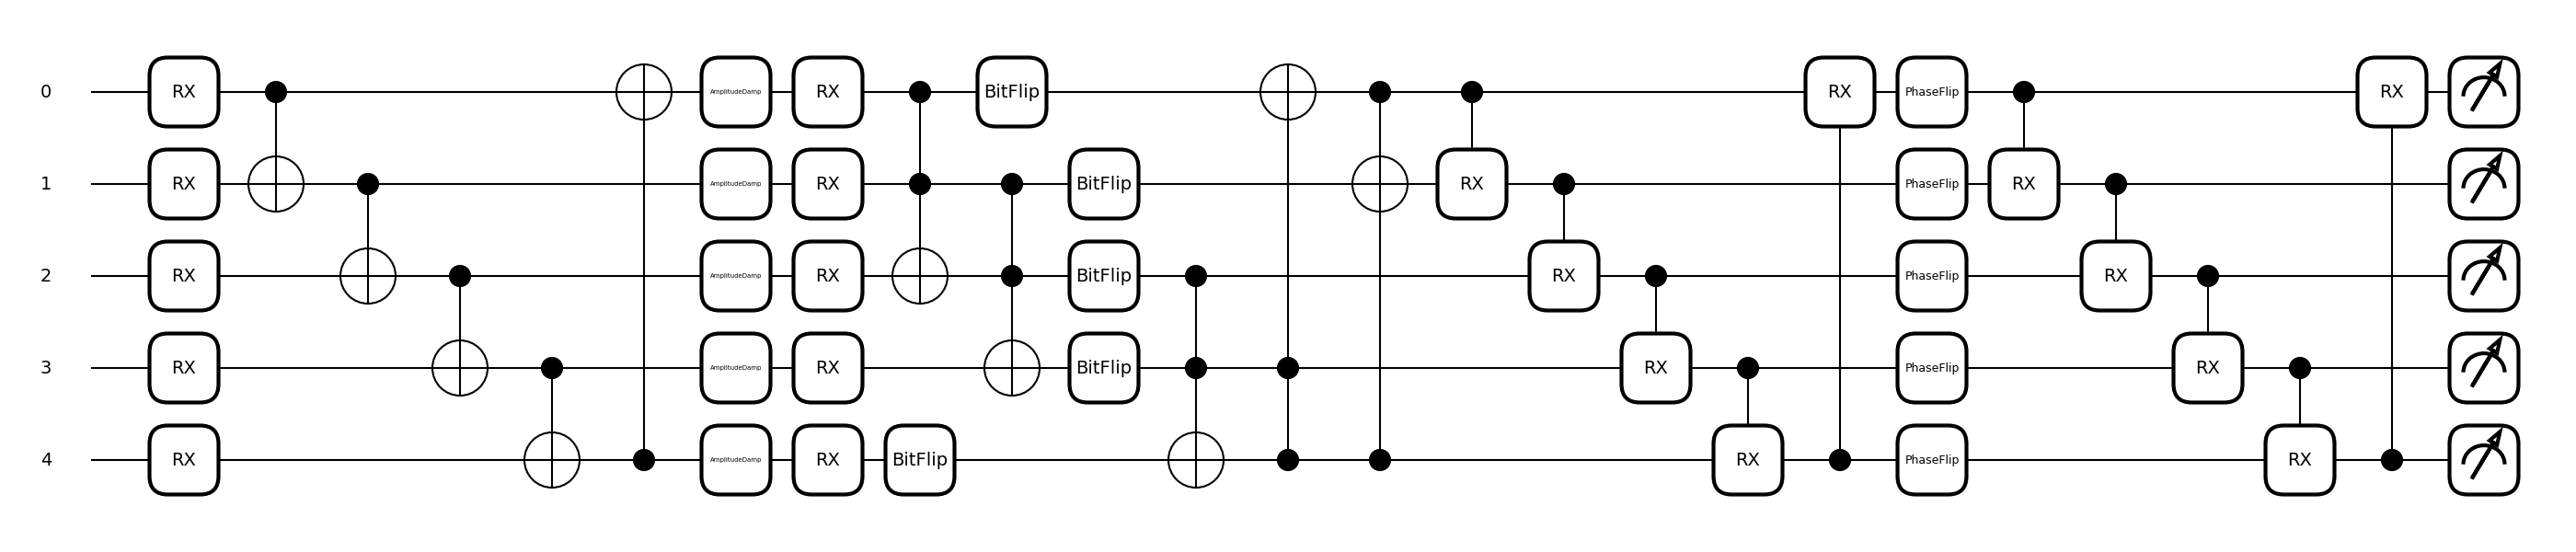 0 RX AmplitudeDamp RX BitFlip RX PhaseFlip RX
1 RX AmplitudeDamp RX BitFlip RX PhaseFlip RX
2 RX AmplitudeDamp RX BitFlip RX PhaseFlip RX
3 RX AmplitudeDamp RX BitFlip RX PhaseFlip RX
4 RX AmplitudeDamp RX BitFlip RX PhaseFlip RX